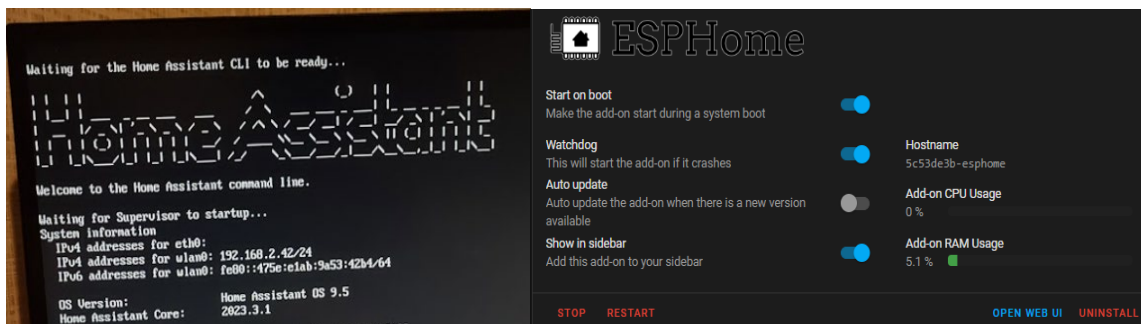 Waiting for the Home Assistant CLI to be ready...
Home Assistant
Welcome to the Home Assistant command line.
Waiting for Supervisor to startup...
System information
IPv4 addresses for eth0:
IPv4 addresses for wlan0: 192.168.2.42/24
IPv6 addresses for wlan0: fe80::475e:e1ab:9a53:42b4/64
OS Version: Home Assistant OS 9.5
Home Assistant Core: 2023.3.1
ESPHome
Start on boot
Make the add-on start during a system boot
Watchdog
This will start the add-on if it crashes
Auto update
Auto update the add-on when there is a new version
available
Show in sidebar
Add this add-on to your sidebar
Hostname
5c53de3b-esphome
Add-on CPU Usage
0 %
Add-on RAM Usage
5.1 %
STOP RESTART OPEN WEB UI UNINSTALL